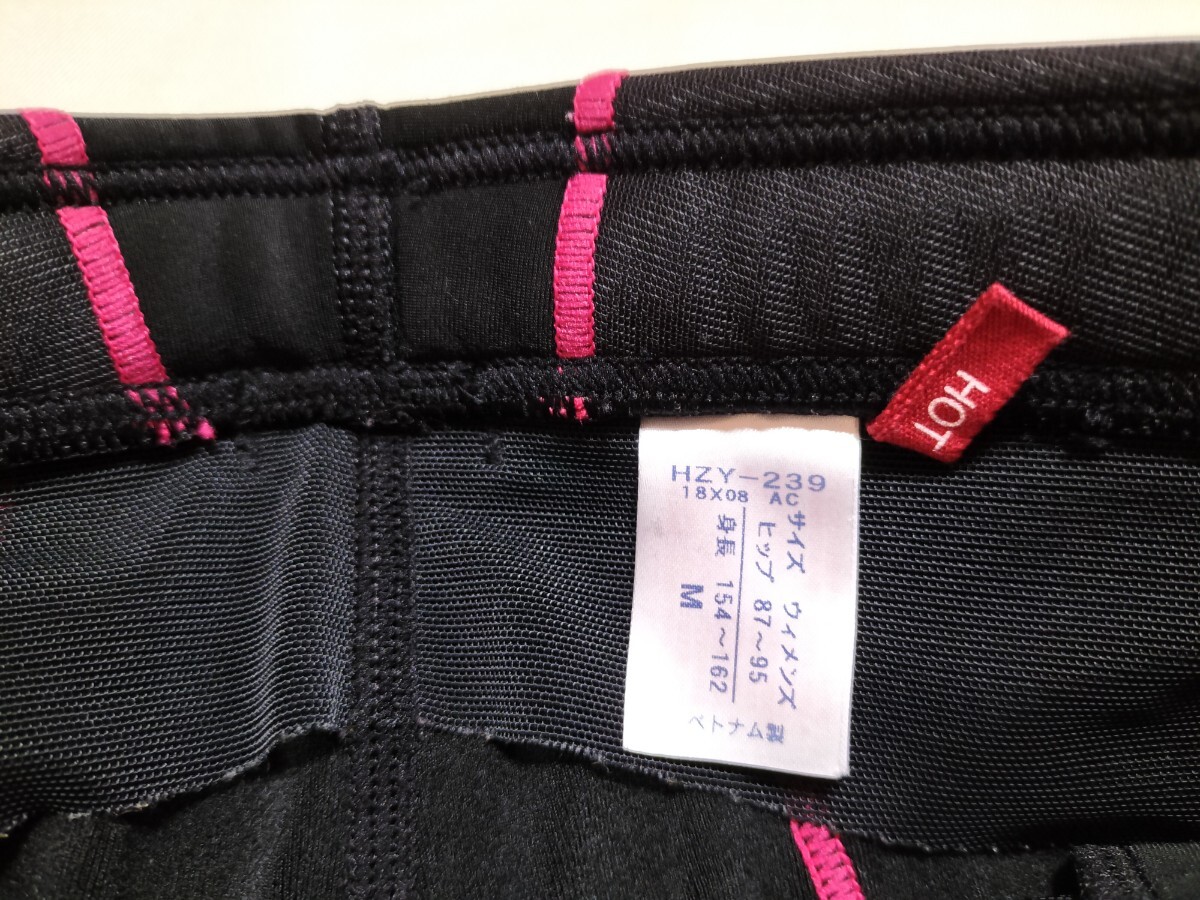 HOT
HZY-239
18X08 AC
サイズ ウィメンズ
ヒップ 87〜95
身長 154〜162
M
ベトナム製